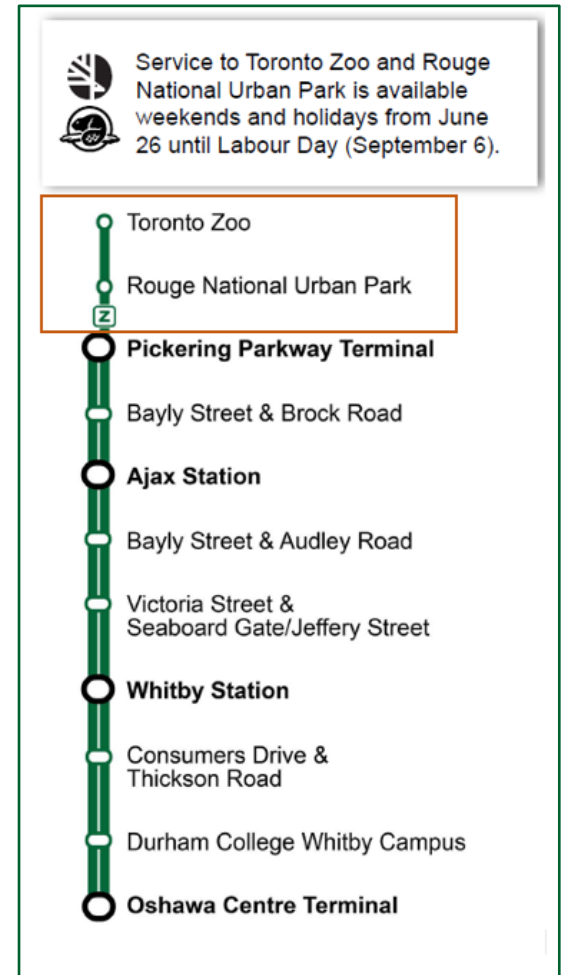 Service to Toronto Zoo and Rouge
National Urban Park is available
weekends and holidays from June
26 until Labour Day (September 6).
Toronto Zoo
Rouge National Urban Park
Z
Pickering Parkway Terminal
Bayly Street & Brock Road
Ajax Station
Bayly Street & Audley Road
Victoria Street &
Seaboard Gate/Jeffery Street
Whitby Station
Consumers Drive &
Thickson Road
Durham College Whitby Campus
Oshawa Centre Terminal